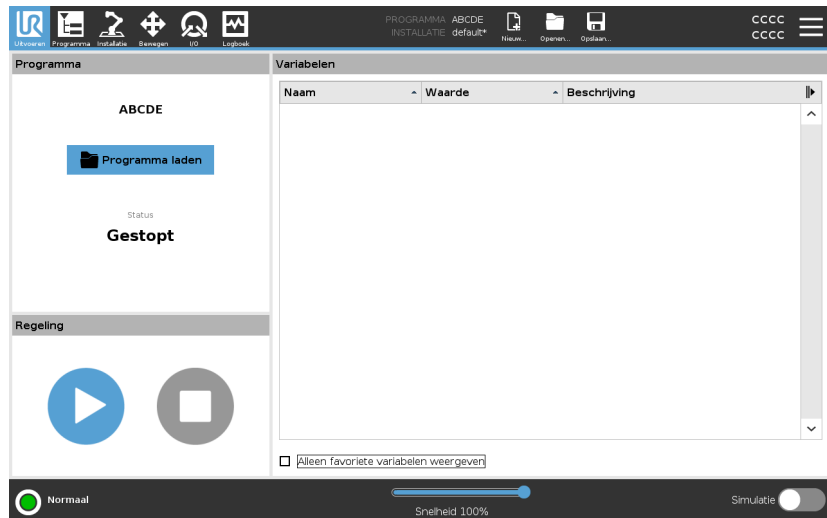 UR
Uitvoeren Programma Installatie Bewegen I/O Logboek
PROGRAMMA ABCDE
INSTALLATIE default*
Nieuw... Openen... Opslaan...
CCCC
CCCC
Programma
ABCDE
Programma laden
Status
Gestopt
Regeling
Variabelen
Naam Waarde Beschrijving
Alleen favoriete variabelen weergeven
Normaal
Snelheid 100%
Simulatie